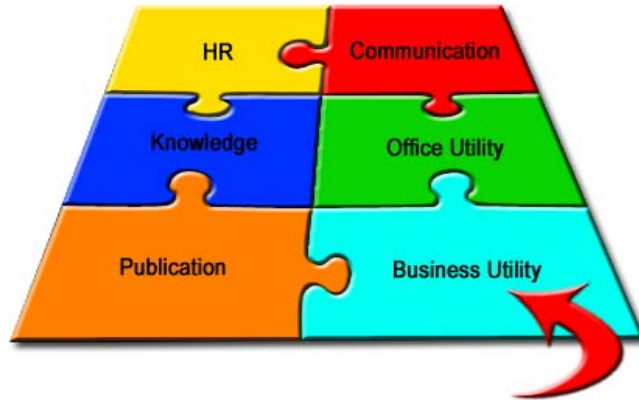 HR
Communication
Knowledge
Office Utility
Publication
Business Utility